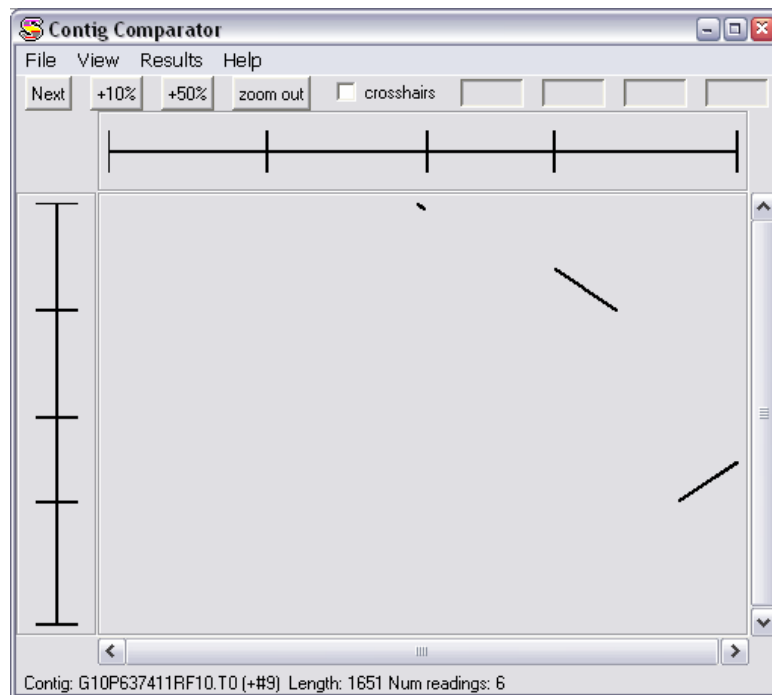 Contig Comparator
File View Results Help
Next +10% +50% zoom out crosshairs
Contig: G10P637411RF10.T0 (+#9) Length: 1651 Num readings: 6